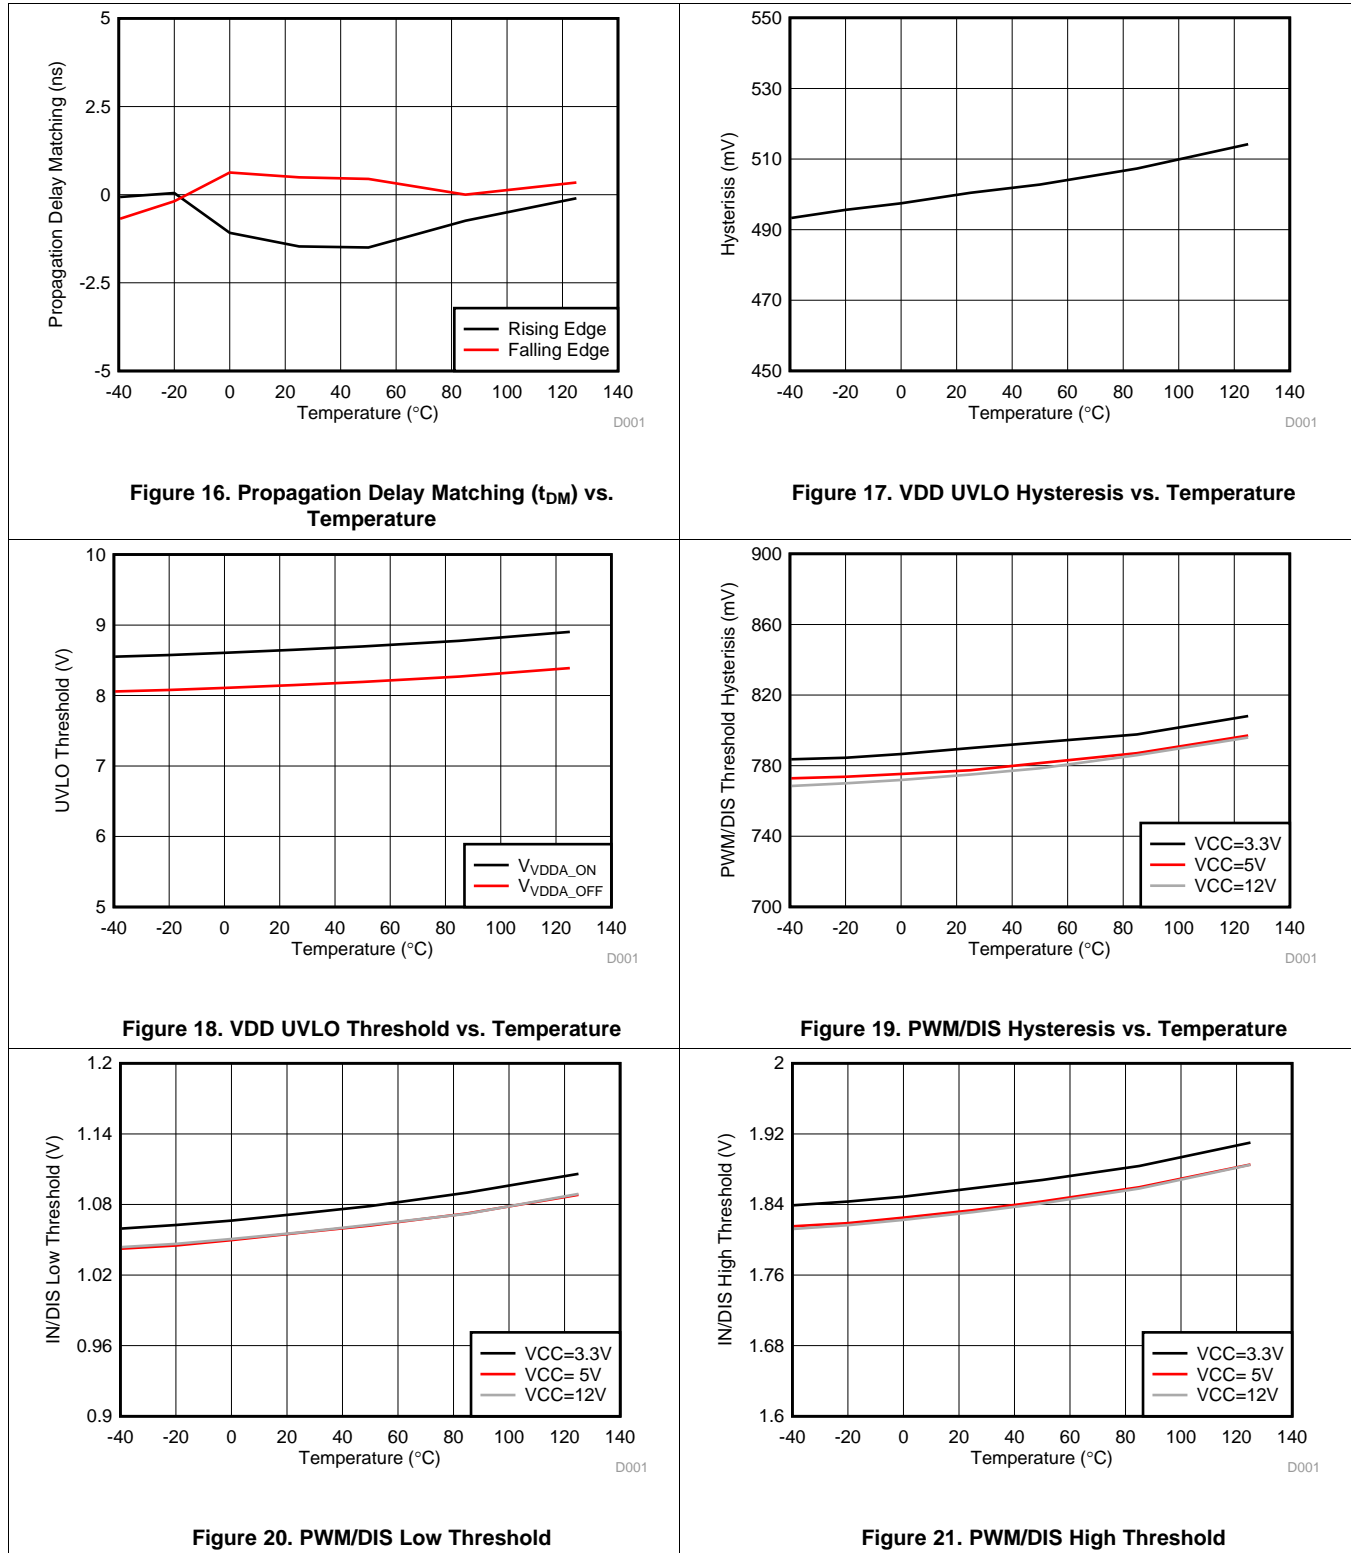 5
2.5
0
-2.5
-5
Propagation Delay Matching (ns)
Rising Edge
Falling Edge
-40 -20 0 20 40 60 80 100 120 140
Temperature (°C)
D001
Figure 16. Propagation Delay Matching (tDM) vs.
Temperature
550
530
510
490
470
450
Hysterisis (mV)
-40 -20 0 20 40 60 80 100 120 140
Temperature (°C)
D001
Figure 17. VDD UVLO Hysteresis vs. Temperature
10
9
8
7
6
5
UVLO Threshold (V)
VVDDA_ON
VVDDA_OFF
-40 -20 0 20 40 60 80 100 120 140
Temperature (°C)
D001
Figure 18. VDD UVLO Threshold vs. Temperature
900
860
820
780
740
700
PWM/DIS Threshold Hysterisis (mV)
VCC=3.3V
VCC=5V
VCC=12V
-40 -20 0 20 40 60 80 100 120 140
Temperature (°C)
D001
Figure 19. PWM/DIS Hysteresis vs. Temperature
1.2
1.14
1.08
1.02
0.96
0.9
IN/DIS Low Threshold (V)
VCC=3.3V
VCC= 5V
VCC=12V
-40 -20 0 20 40 60 80 100 120 140
Temperature (°C)
D001
Figure 20. PWM/DIS Low Threshold
2
1.92
1.84
1.76
1.68
1.6
IN/DIS High Threshold (V)
VCC=3.3V
VCC= 5V
VCC=12V
-40 -20 0 20 40 60 80 100 120 140
Temperature (°C)
D001
Figure 21. PWM/DIS High Threshold